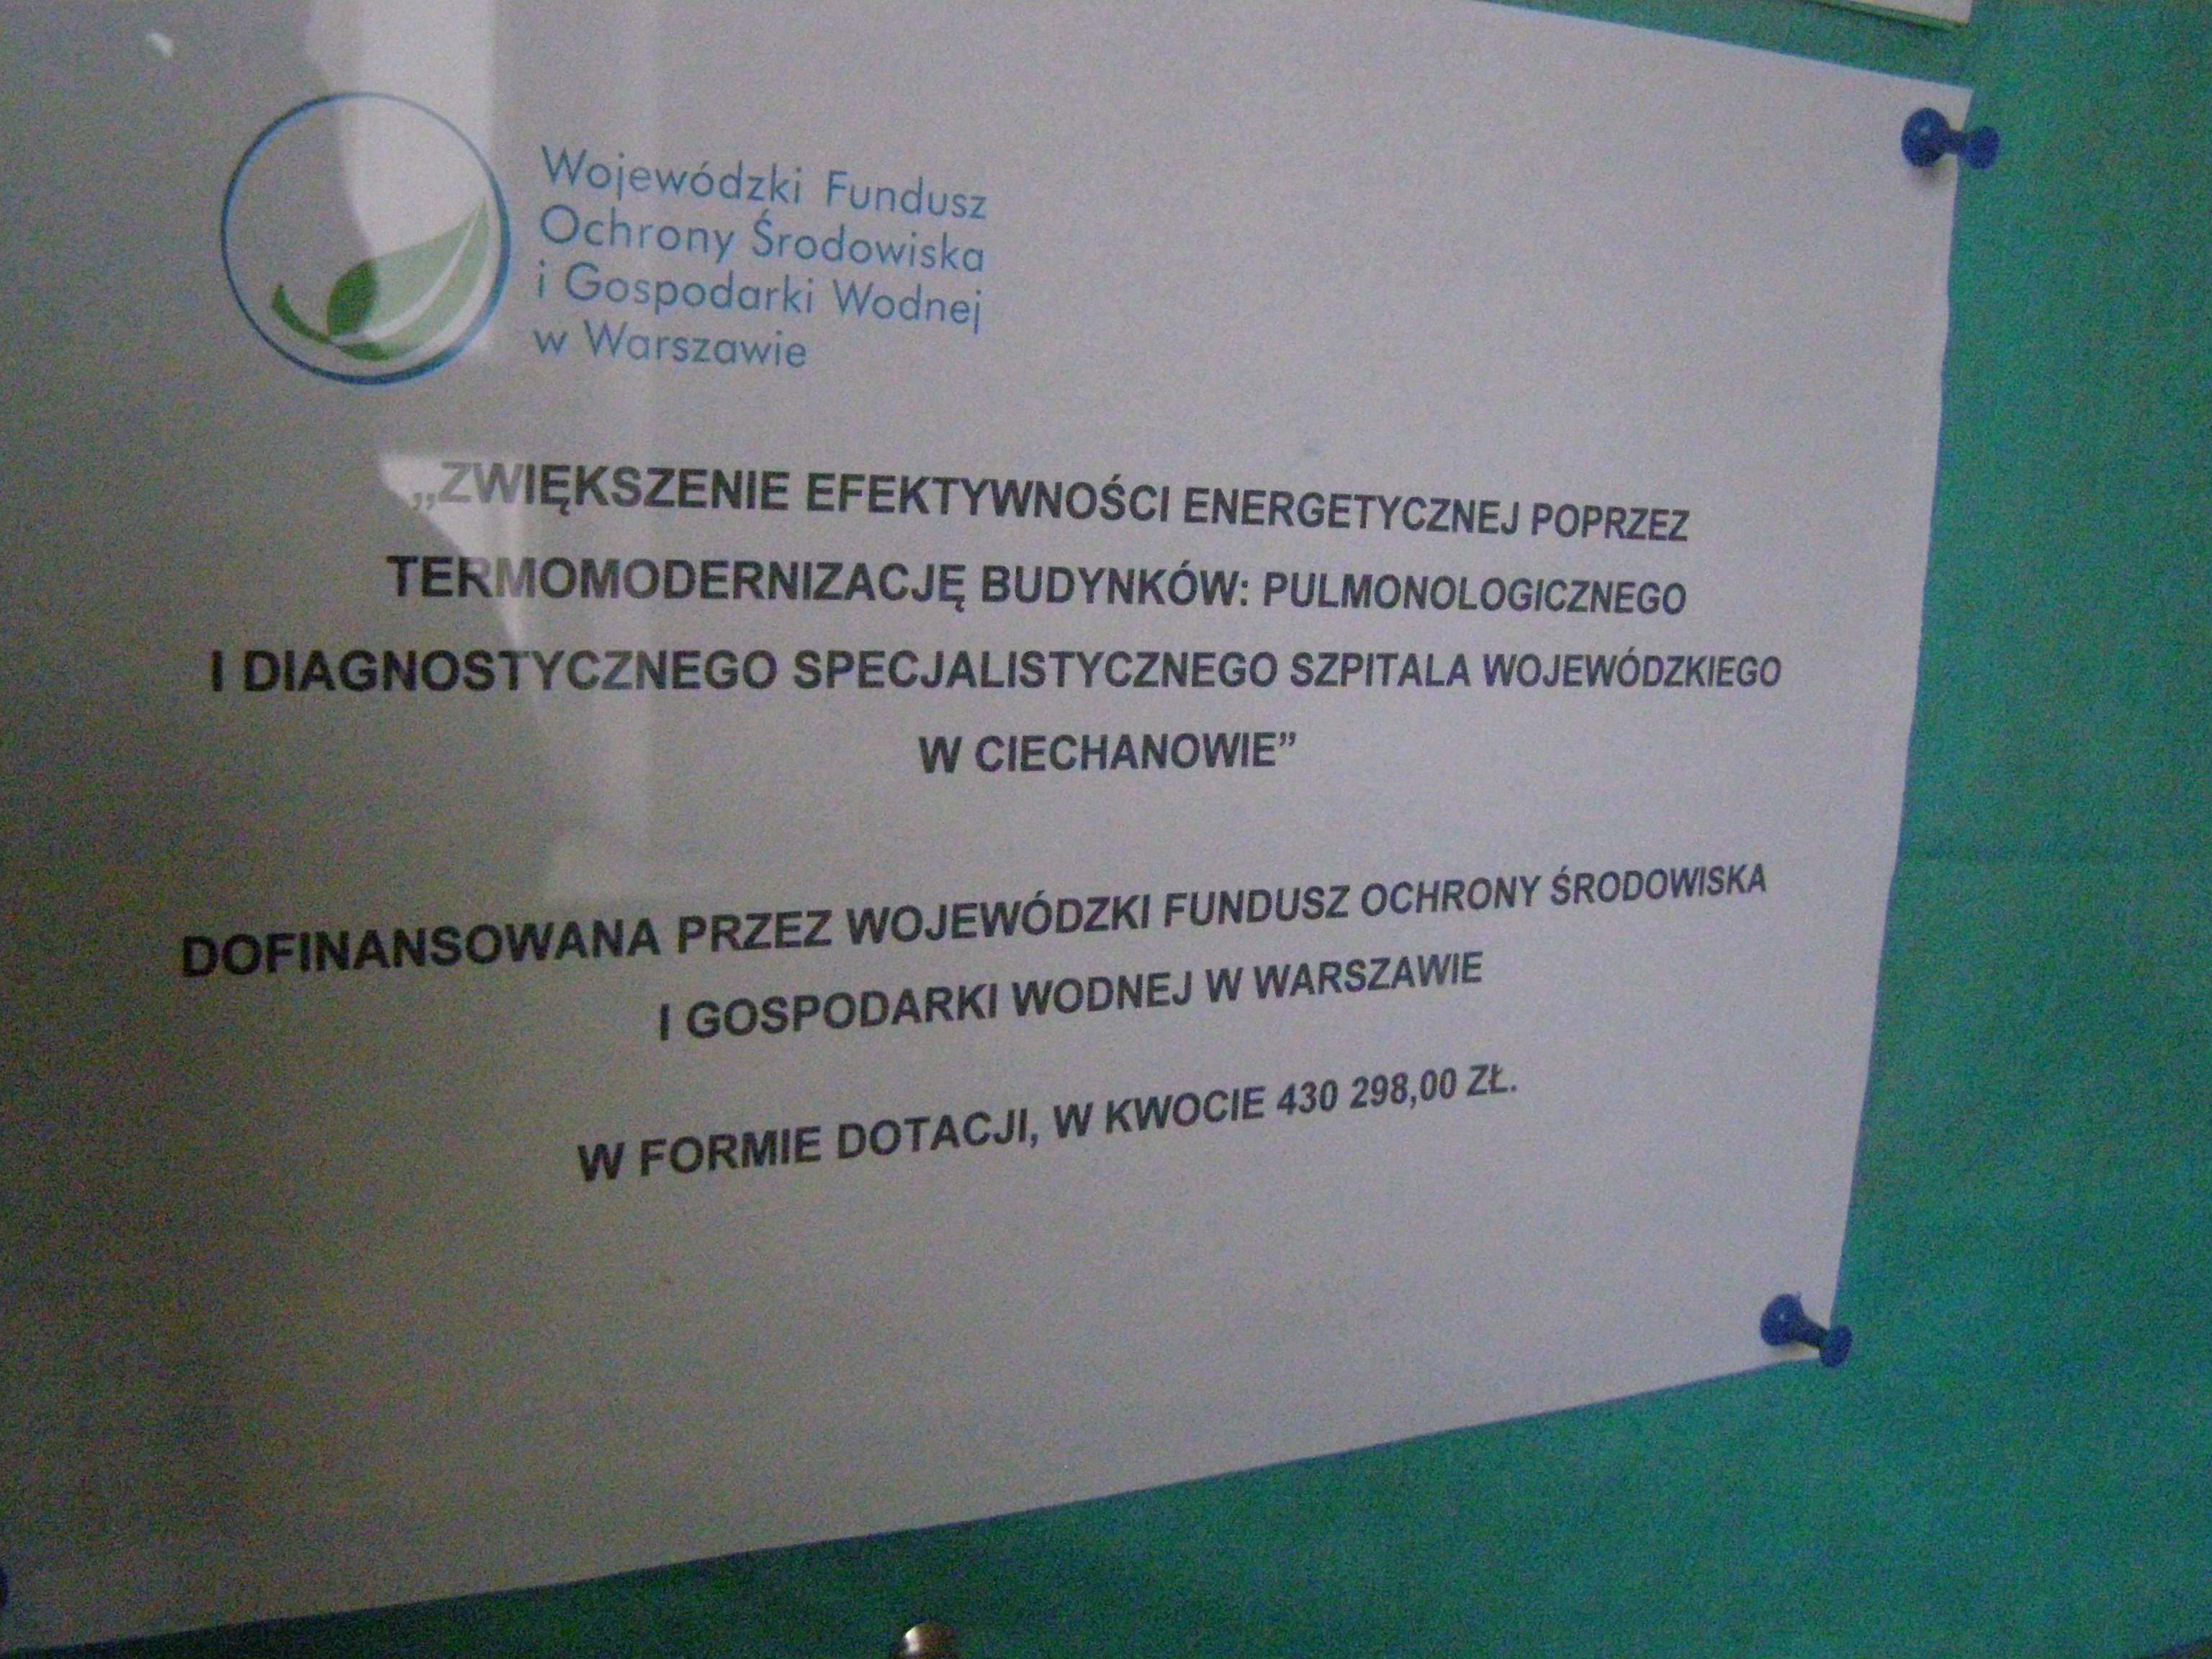 Wojewódzki Fundusz
Ochrony Środowiska
i Gospodarki Wodnej
w Warszawie
„ZWIĘKSZENIE EFEKTYWNOŚCI ENERGETYCZNEJ POPRZEZ
TERMOMODERNIZACJĘ BUDYNKÓW: PULMONOLOGICZNEGO
I DIAGNOSTYCZNEGO SPECJALISTYCZNEGO SZPITALA WOJEWÓDZKIEGO
W CIECHANOWIE”
DOFINANSOWANA PRZEZ WOJEWÓDZKI FUNDUSZ OCHRONY ŚRODOWISKA
I GOSPODARKI WODNEJ W WARSZAWIE
W FORMIE DOTACJI, W KWOCIE 430 298,00 ZŁ.